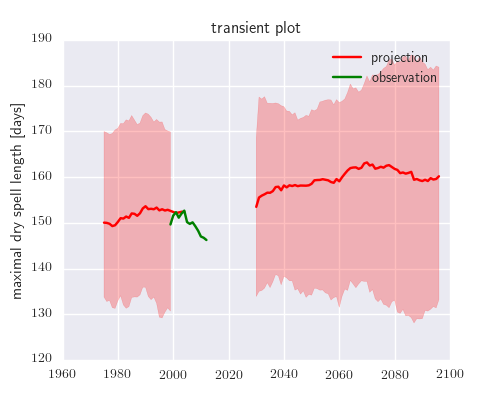 transient plot
190
180
170
160
150
140
130
120
maximal dry spell length [days]
projection
observation
1960 1980 2000 2020 2040 2060 2080 2100